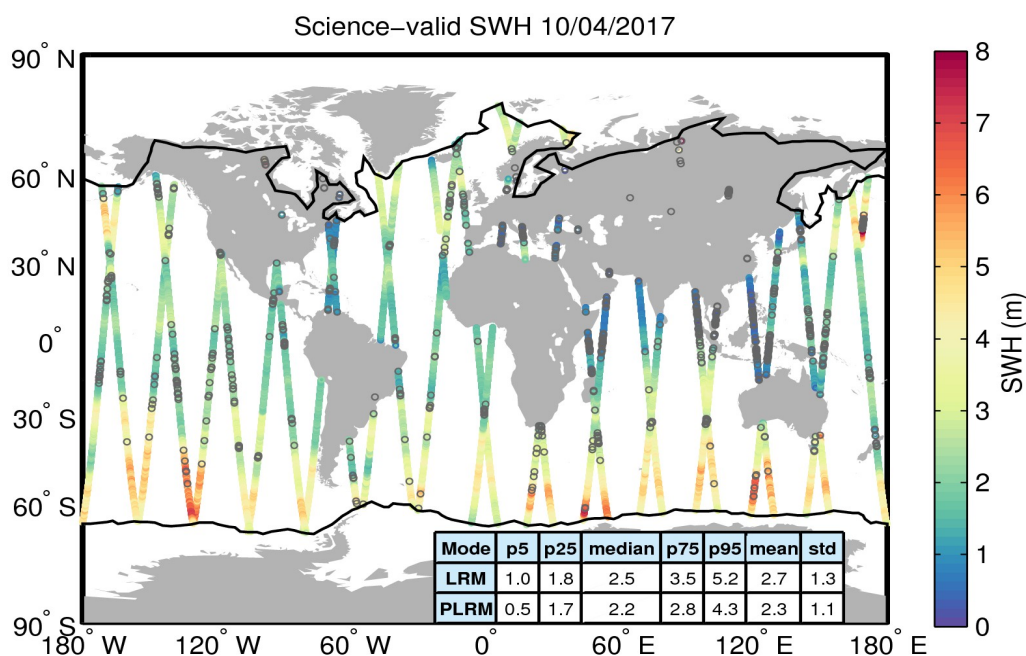 Science−valid SWH 10/04/2017
90° N
60° N
30° N
0°
30° S
60° S
90° S
180° W 120° W 60° W 0° 60° E 120° E 180° E
Mode p5 p25 median p75 p95 mean std
LRM 1.0 1.8 2.5 3.5 5.2 2.7 1.3
PLRM 0.5 1.7 2.2 2.8 4.3 2.3 1.1
8
7
6
5
4
3
2
1
0
SWH (m)